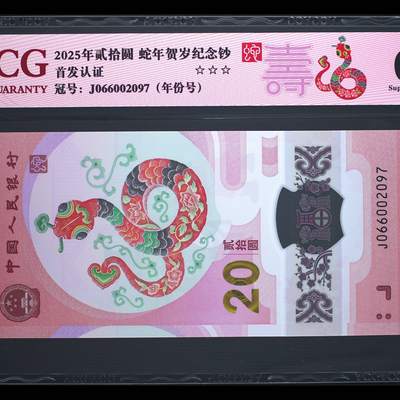 CG
UARANTY
2025年贰拾圆 蛇年贺岁纪念钞
首发认证 ☆☆☆
冠号：J066002097（年份号）
壽
Sup
中国人民银行
贰拾圆
20
J066002097